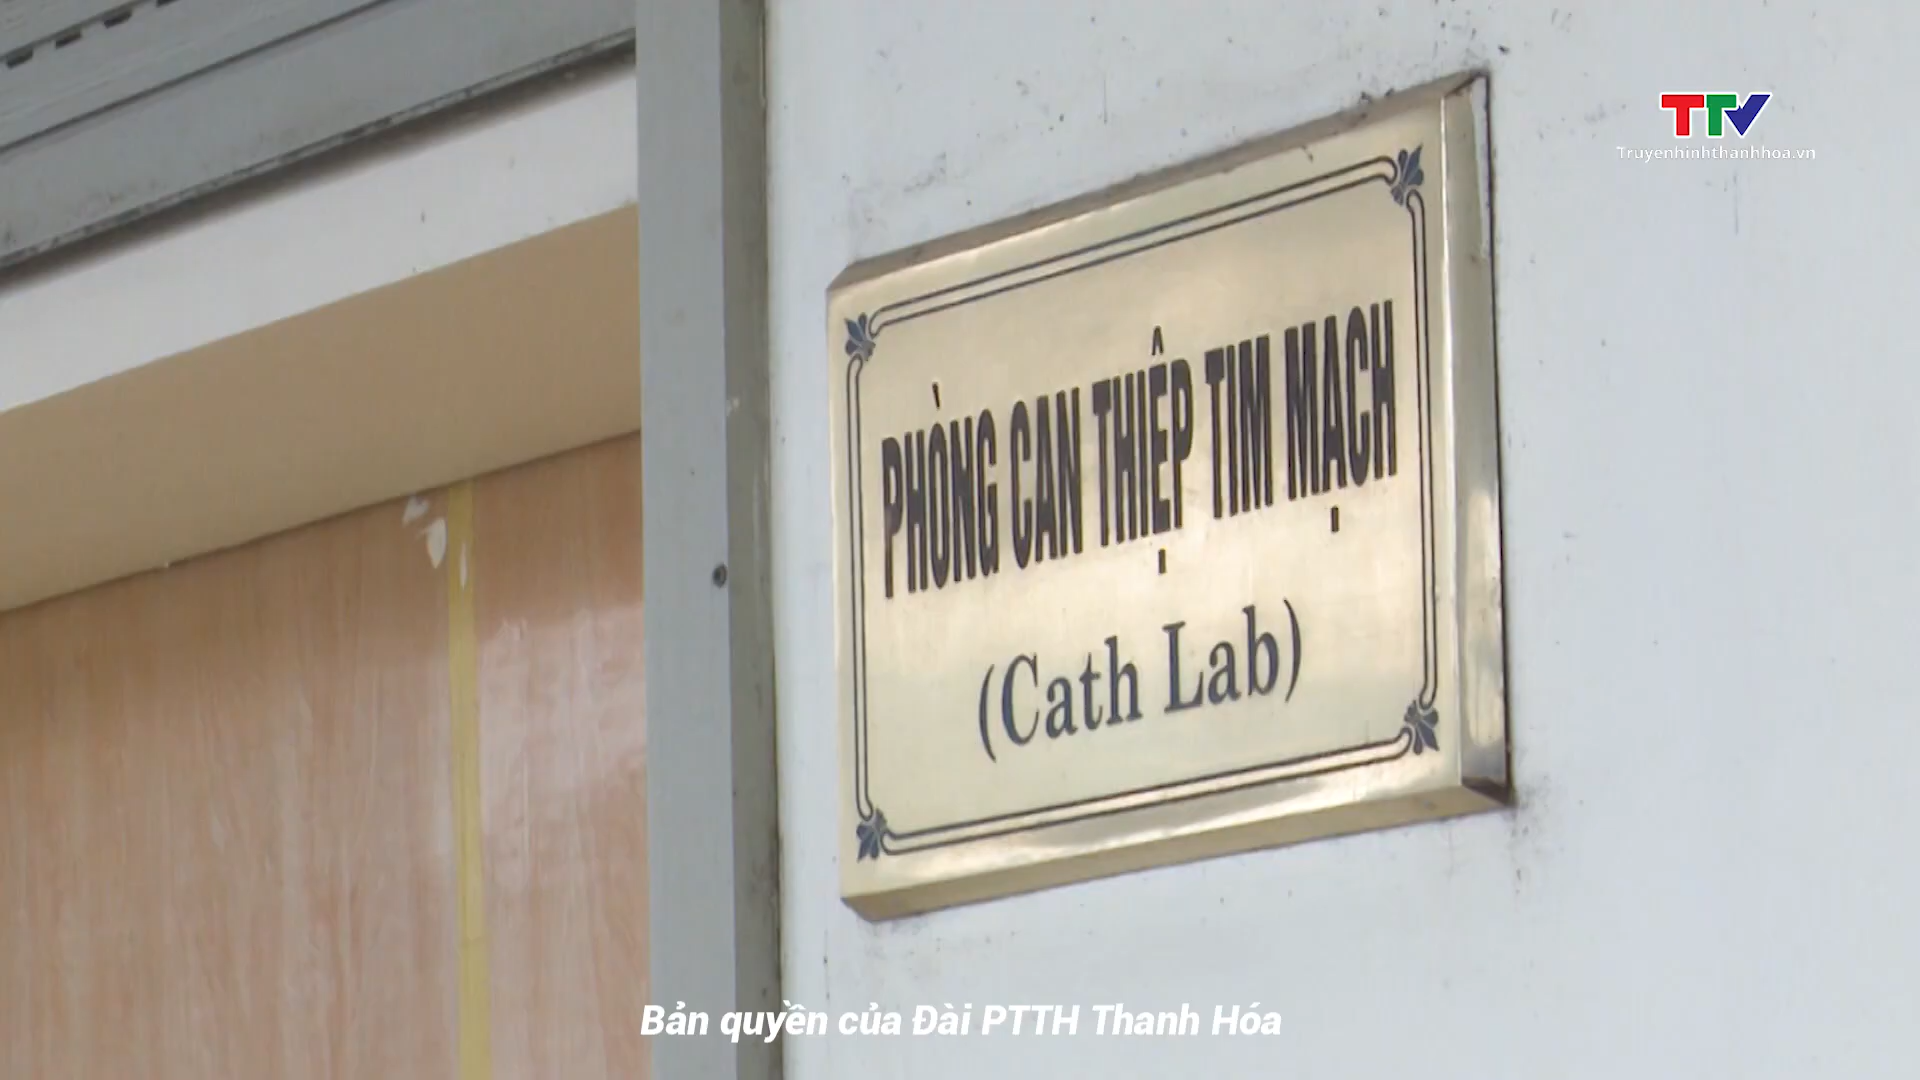 TTV
Truyenhinhthanhhoa.vn
PHÒNG CAN THIỆP TIM MẠCH
(Cath Lab)
Bản quyền của Đài PTTH Thanh Hóa